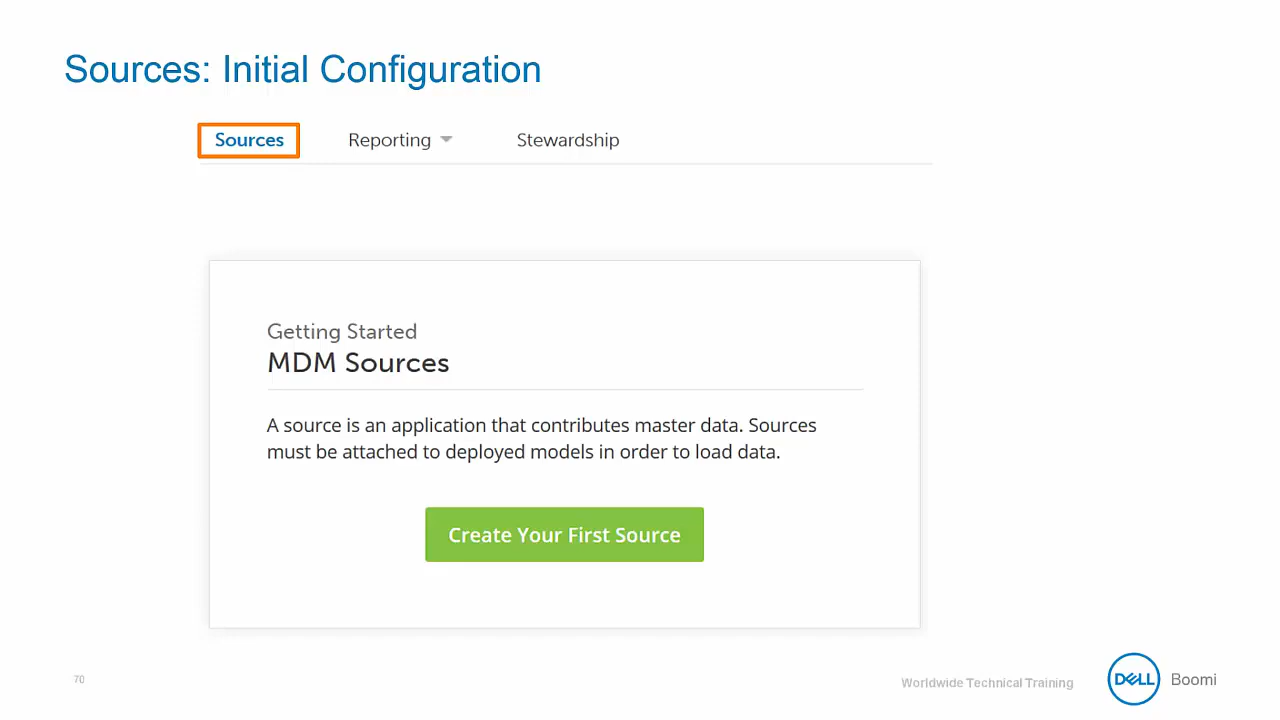 Sources: Initial Configuration
Sources Reporting Stewardship
Getting Started
MDM Sources
A source is an application that contributes master data. Sources
must be attached to deployed models in order to load data.
Create Your First Source
70
Worldwide Technical Training
DELL Boomi